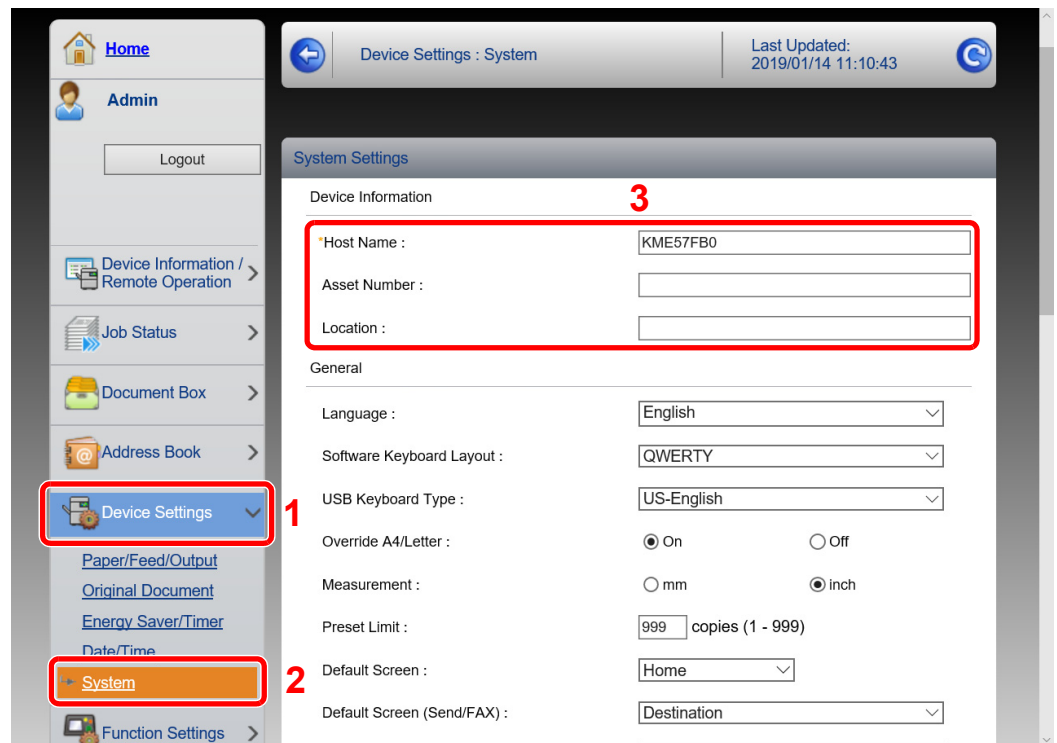 Home
Admin
Logout
Device Information /
Remote Operation
Job Status
Document Box
Address Book
Device Settings
1
Paper/Feed/Output
Original Document
Energy Saver/Timer
Date/Time
System
2
Function Settings
Device Settings : System
Last Updated:
2019/01/14 11:10:43
System Settings
Device Information
3
*Host Name : KME57FB0
Asset Number :
Location :
General
Language : English
Software Keyboard Layout : QWERTY
USB Keyboard Type : US-English
Override A4/Letter : On Off
Measurement : mm inch
Preset Limit : 999 copies (1 - 999)
Default Screen : Home
Default Screen (Send/FAX) : Destination